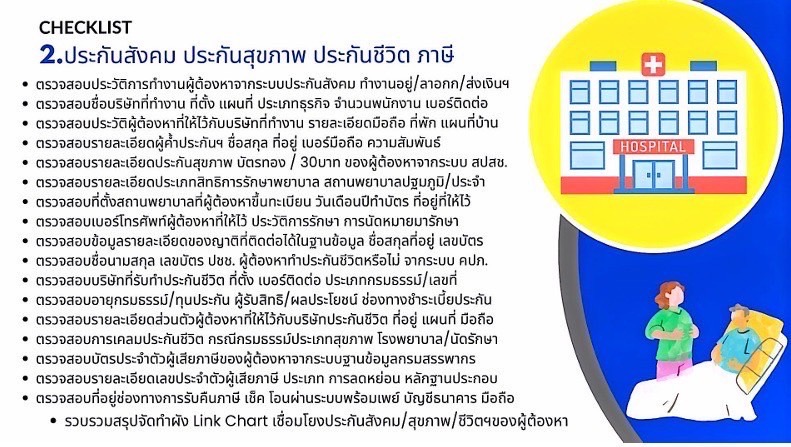 CHECKLIST
2.ประกันสังคม ประกันสุขภาพ ประกันชีวิต ภาษี
• ตรวจสอบประวัติการทำงานผู้ต้องหาจากระบบประกันสังคม ทำงานอยู่/ลาอกก/ส่งเงินฯ
• ตรวจสอบชื่อบริษัทที่ทำงาน ที่ตั้ง แผนที่ ประเภทธุรกิจ จำนวนพนักงาน เบอร์ติดต่อ
• ตรวจสอบประวัติผู้ต้องหาที่ให้ไว้กับบริษัทที่ทำงาน รายละเอียดมือถือ ที่พัก แผนที่บ้าน
• ตรวจสอบรายละเอียดผู้ค้ำประกันฯ ชื่อสกุล ที่อยู่ เบอร์มือถือ ความสัมพันธ์
• ตรวจสอบรายละเอียดประกันสุขภาพ บัตรทอง / 30บาท ของผู้ต้องหาจากระบบ สปสช.
• ตรวจสอบรายละเอียดประเภทสิทธิการรักษาพยาบาล สถานพยาบาลปฐมภูมิ/ประจำ
• ตรวจสอบที่ตั้งสถานพยาบาลที่ผู้ต้องหาขึ้นทะเบียน วันเดือนปีทำบัตร ที่อยู่ที่ให้ไว้
• ตรวจสอบเบอร์โทรศัพท์ผู้ต้องหาที่ให้ไว้ ประวัติการรักษา การนัดหมายมารักษา
• ตรวจสอบข้อมูลรายละเอียดของญาติที่ติดต่อได้ในฐานข้อมูล ชื่อสกุลที่อยู่ เลขบัตร
• ตรวจสอบชื่อนามสกุล เลขบัตร ปชช. ผู้ต้องหาทำประกันชีวิตหรือไม่ จากระบบ คปภ.
• ตรวจสอบบริษัทที่รับทำประกันชีวิต ที่ตั้ง เบอร์ติดต่อ ประเภทกรมธรรม์/เลขที่
• ตรวจสอบอายุกรมธรรม์/ทุนประกัน ผู้รับสิทธิ/ผลประโยชน์ ช่องทางชำระเบี้ยประกัน
• ตรวจสอบรายละเอียดส่วนตัวผู้ต้องหาที่ให้ไว้กับบริษัทประกันชีวิต ที่อยู่ แผนที่ มือถือ
• ตรวจสอบการเคลมประกันชีวิต กรณีกรมธรรม์ประเภทสุขภาพ โรงพยาบาล/นัดรักษา
• ตรวจสอบบัตรประจำตัวผู้เสียภาษีของผู้ต้องหาจากระบบฐานข้อมูลกรมสรรพากร
• ตรวจสอบรายละเอียดเลขประจำตัวผู้เสียภาษี ประเภท การลดหย่อน หลักฐานประกอบ
• ตรวจสอบที่อยู่ช่องทางการรับคืนภาษี เช็ค โอนผ่านระบบพร้อมเพย์ บัญชีธนาคาร มือถือ
• รวบรวมสรุปจัดทำผัง Link Chart เชื่อมโยงประกันสังคม/สุขภาพ/ชีวิตฯของผู้ต้องหา
HOSPITAL